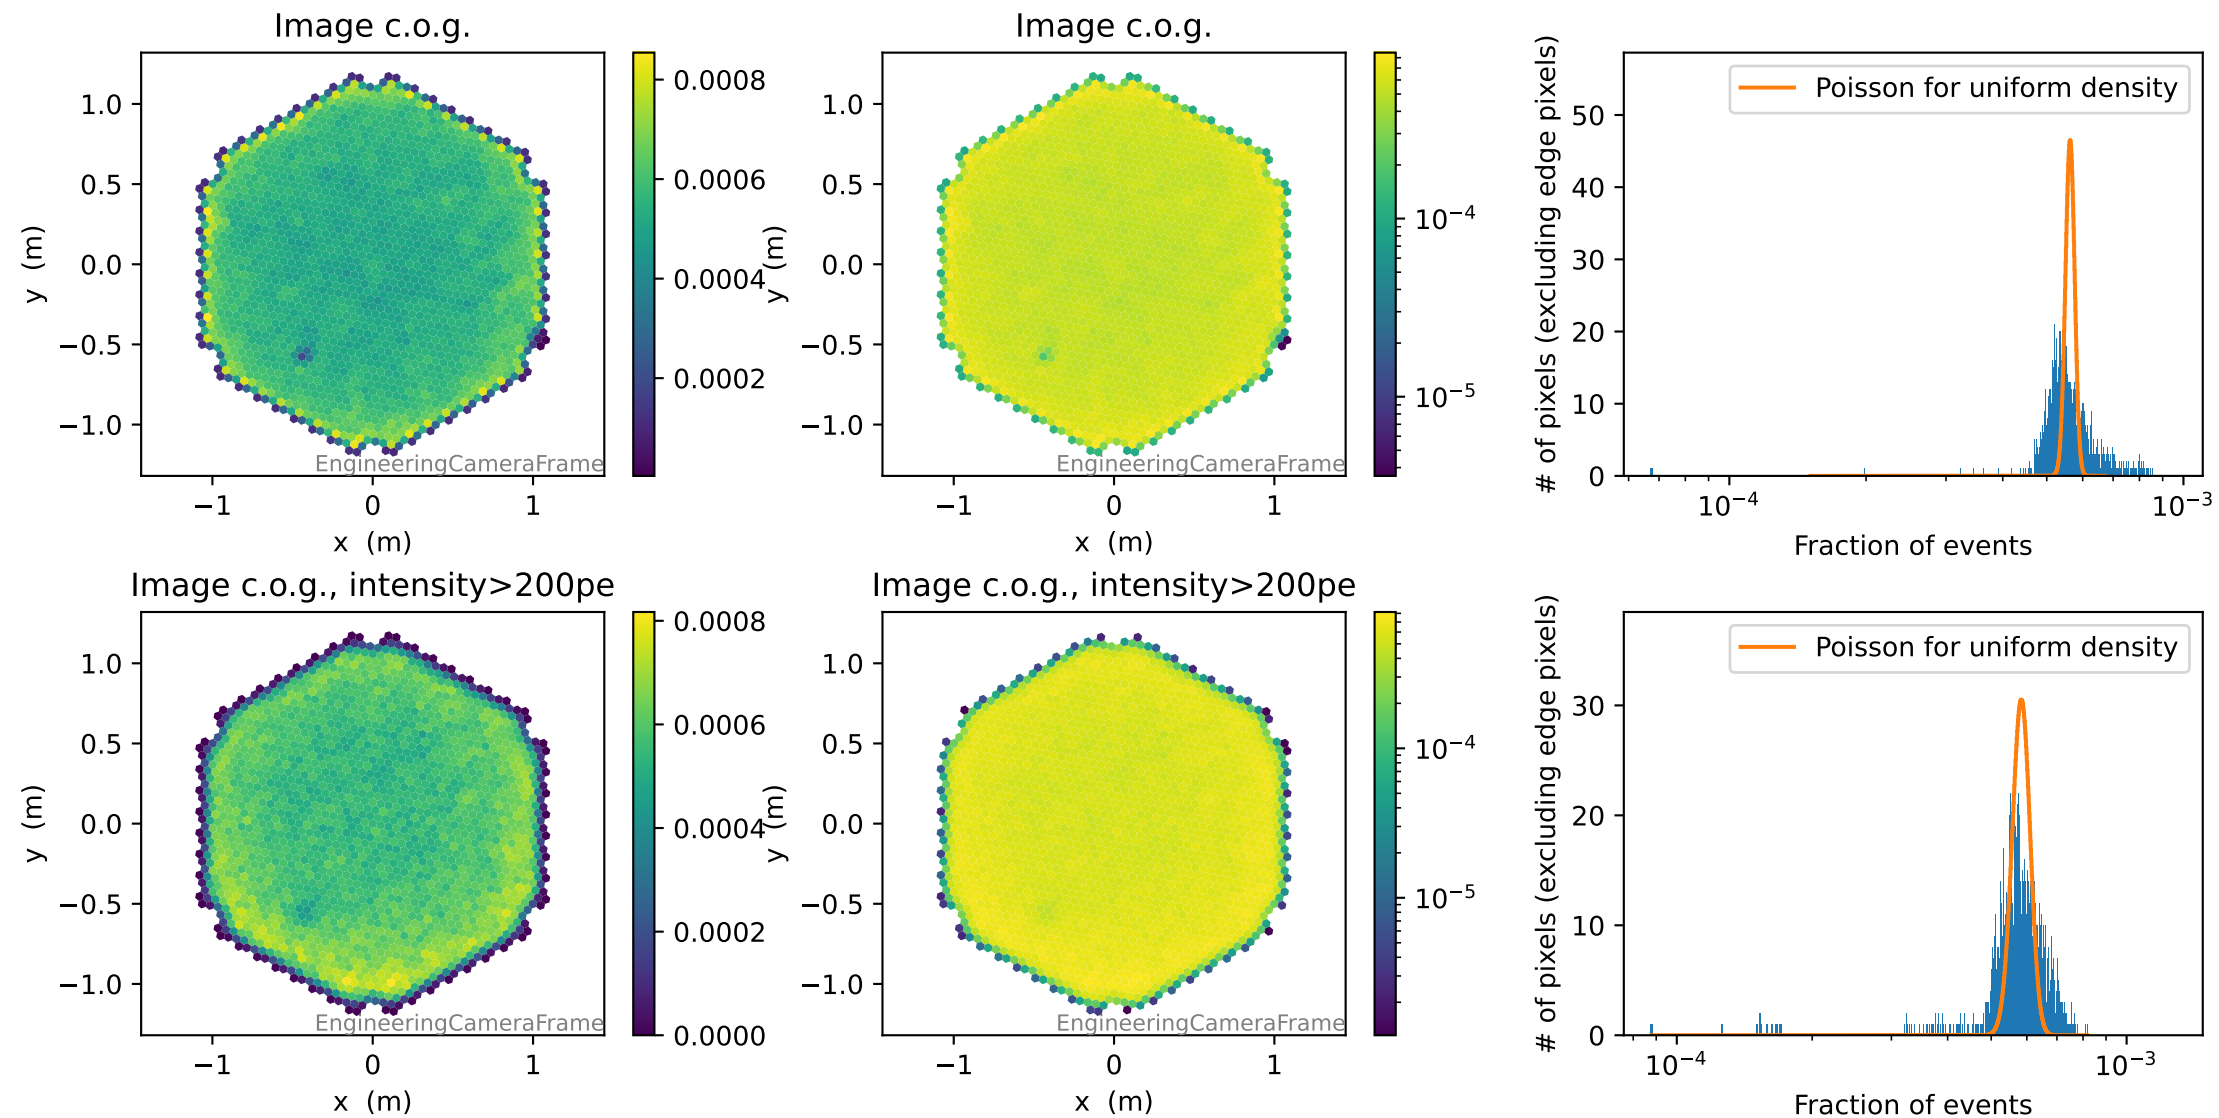 Image c.o.g.
y (m)
1.0
0.5
0.0
−0.5
−1.0
−1
0
1
x (m)
EngineeringCameraFrame
0.0008
0.0006
0.0004
0.0002
Image c.o.g.
y (m)
1.0
0.5
0.0
−0.5
−1.0
−1
0
1
x (m)
EngineeringCameraFrame
10⁻⁴
10⁻⁵
# of pixels (excluding edge pixels)
50
40
30
20
10
0
Poisson for uniform density
10⁻⁴
10⁻³
Fraction of events
Image c.o.g., intensity>200pe
y (m)
1.0
0.5
0.0
−0.5
−1.0
−1
0
1
x (m)
EngineeringCameraFrame
0.0008
0.0006
0.0004
0.0002
0.0000
Image c.o.g., intensity>200pe
y (m)
1.0
0.5
0.0
−0.5
−1.0
−1
0
1
x (m)
EngineeringCameraFrame
10⁻⁴
10⁻⁵
# of pixels (excluding edge pixels)
30
20
10
0
Poisson for uniform density
10⁻⁴
10⁻³
Fraction of events